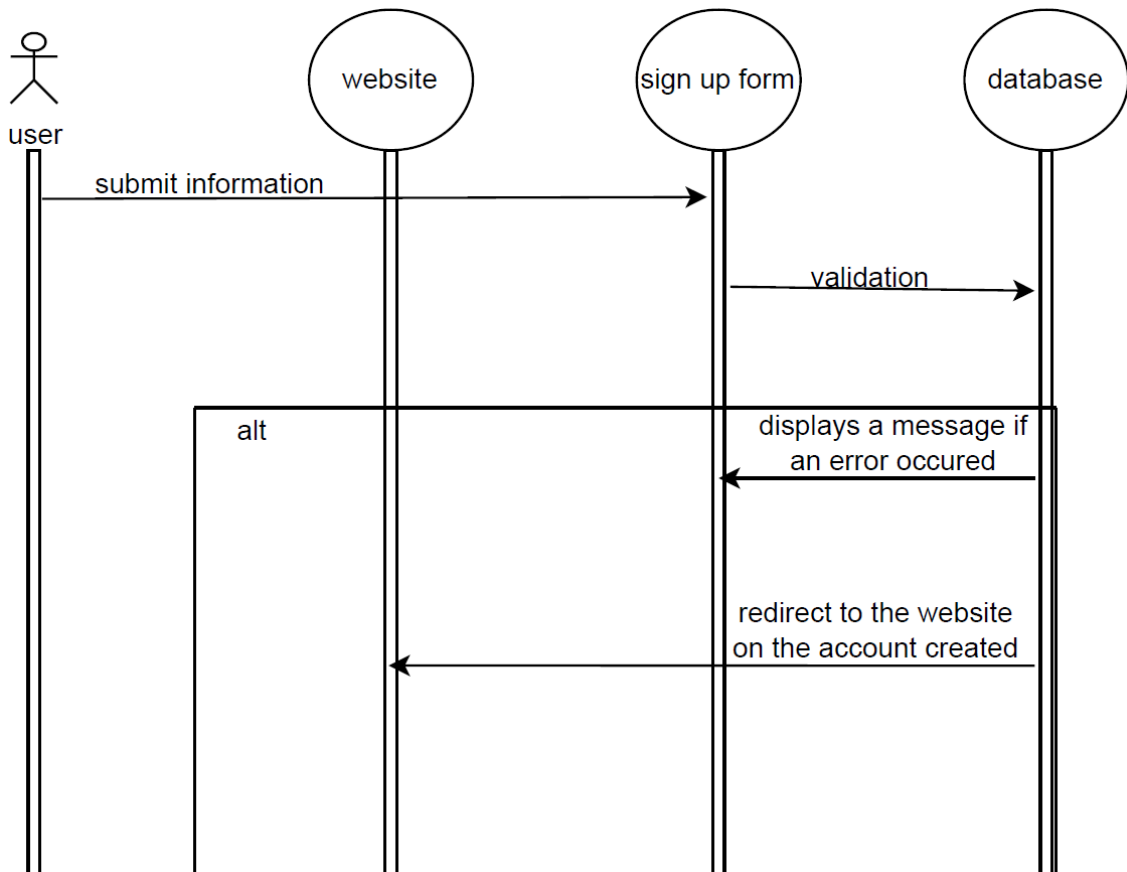 website
sign up form
database
user
submit information
validation
alt
displays a message if
an error occured
redirect to the website
on the account created